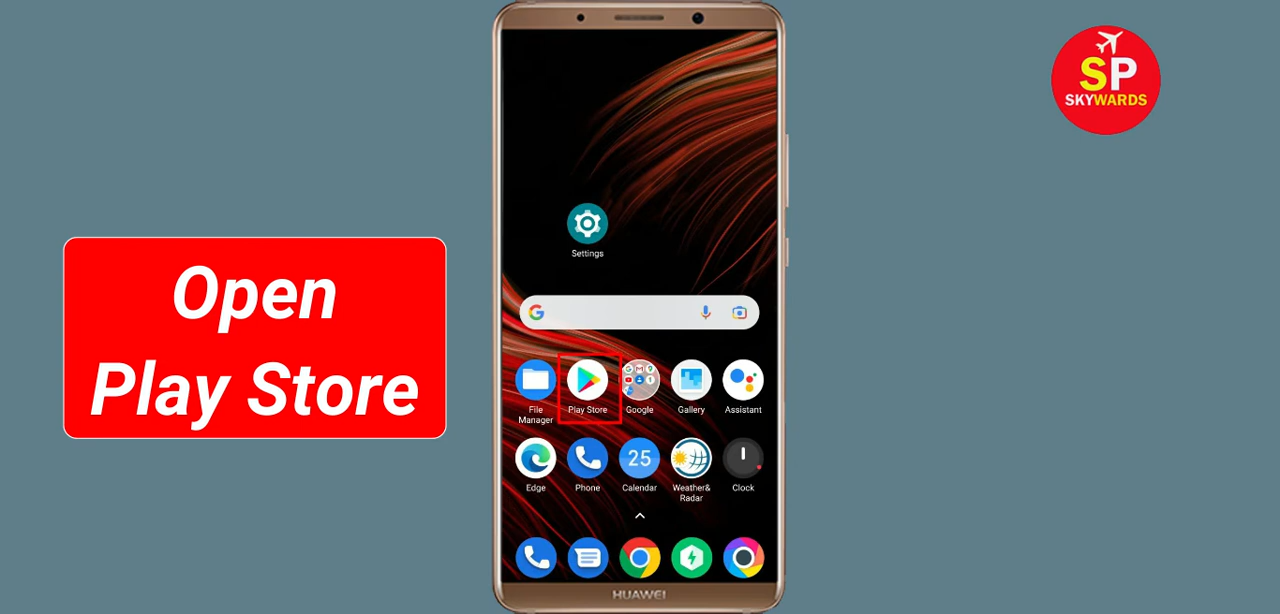 SP
SKYWARDS
Settings
Open
Play Store
File
Manager
Play Store
Google
Gallery
Assistant
Edge
Phone
25
Calendar
Weather&
Radar
Clock
HUAWEI